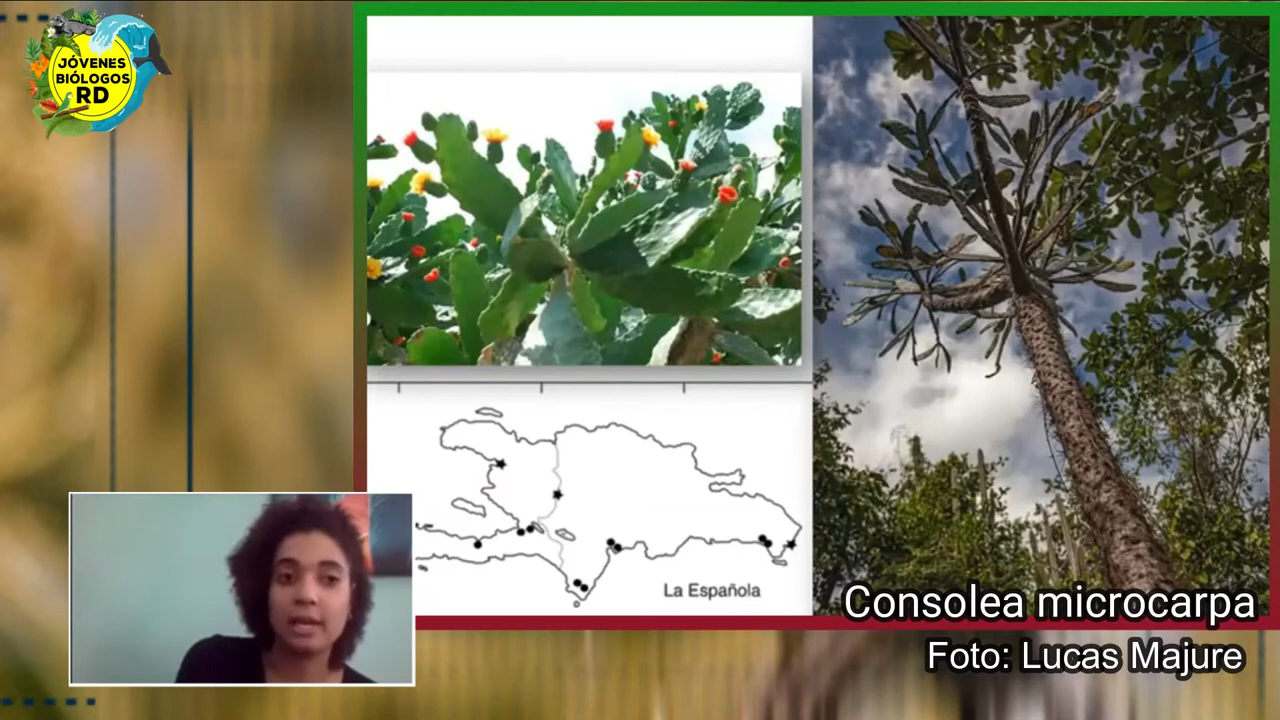 JÓVENES
BIÓLOGOS
RD
La Española
Consolea microcarpa
Foto: Lucas Majure